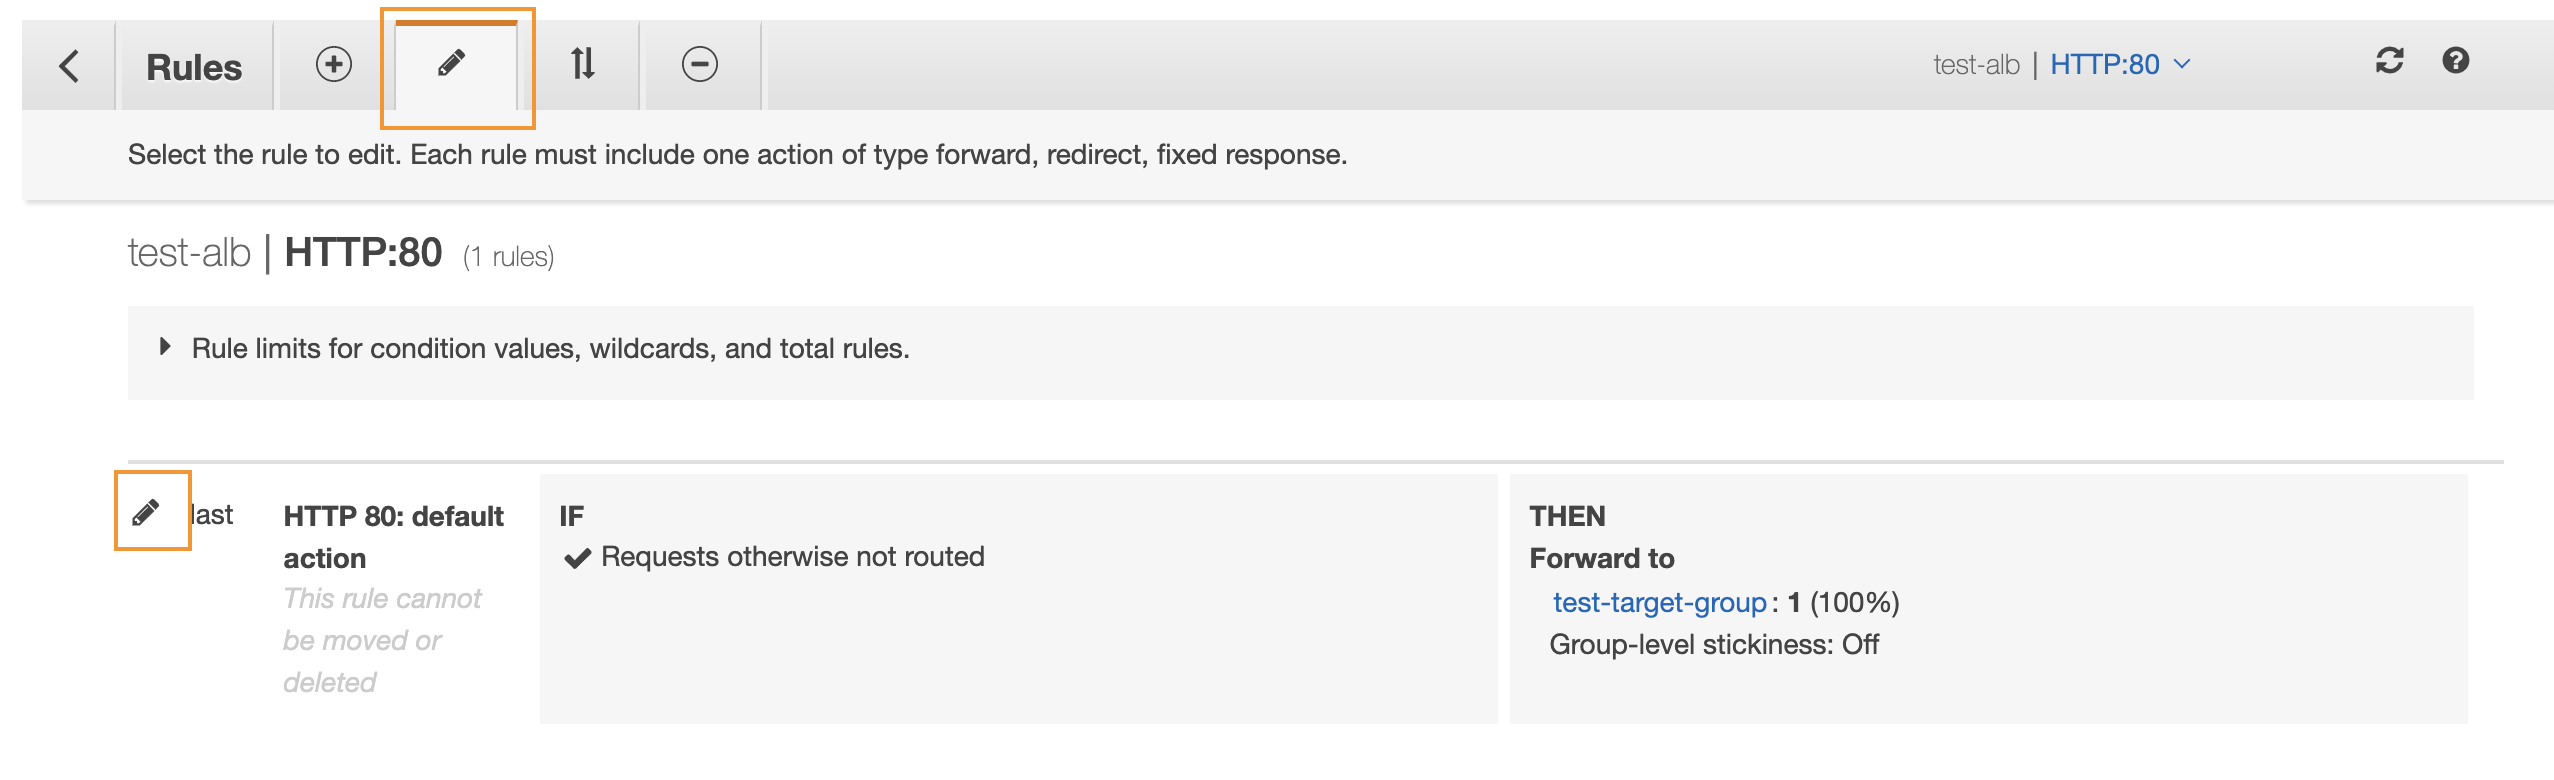 Rules
test-alb | HTTP:80
Select the rule to edit. Each rule must include one action of type forward, redirect, fixed response.
test-alb | HTTP:80 (1 rules)
Rule limits for condition values, wildcards, and total rules.
last
HTTP 80: default
action
This rule cannot
be moved or
deleted
IF
Requests otherwise not routed
THEN
Forward to
test-target-group : 1 (100%)
Group-level stickiness: Off